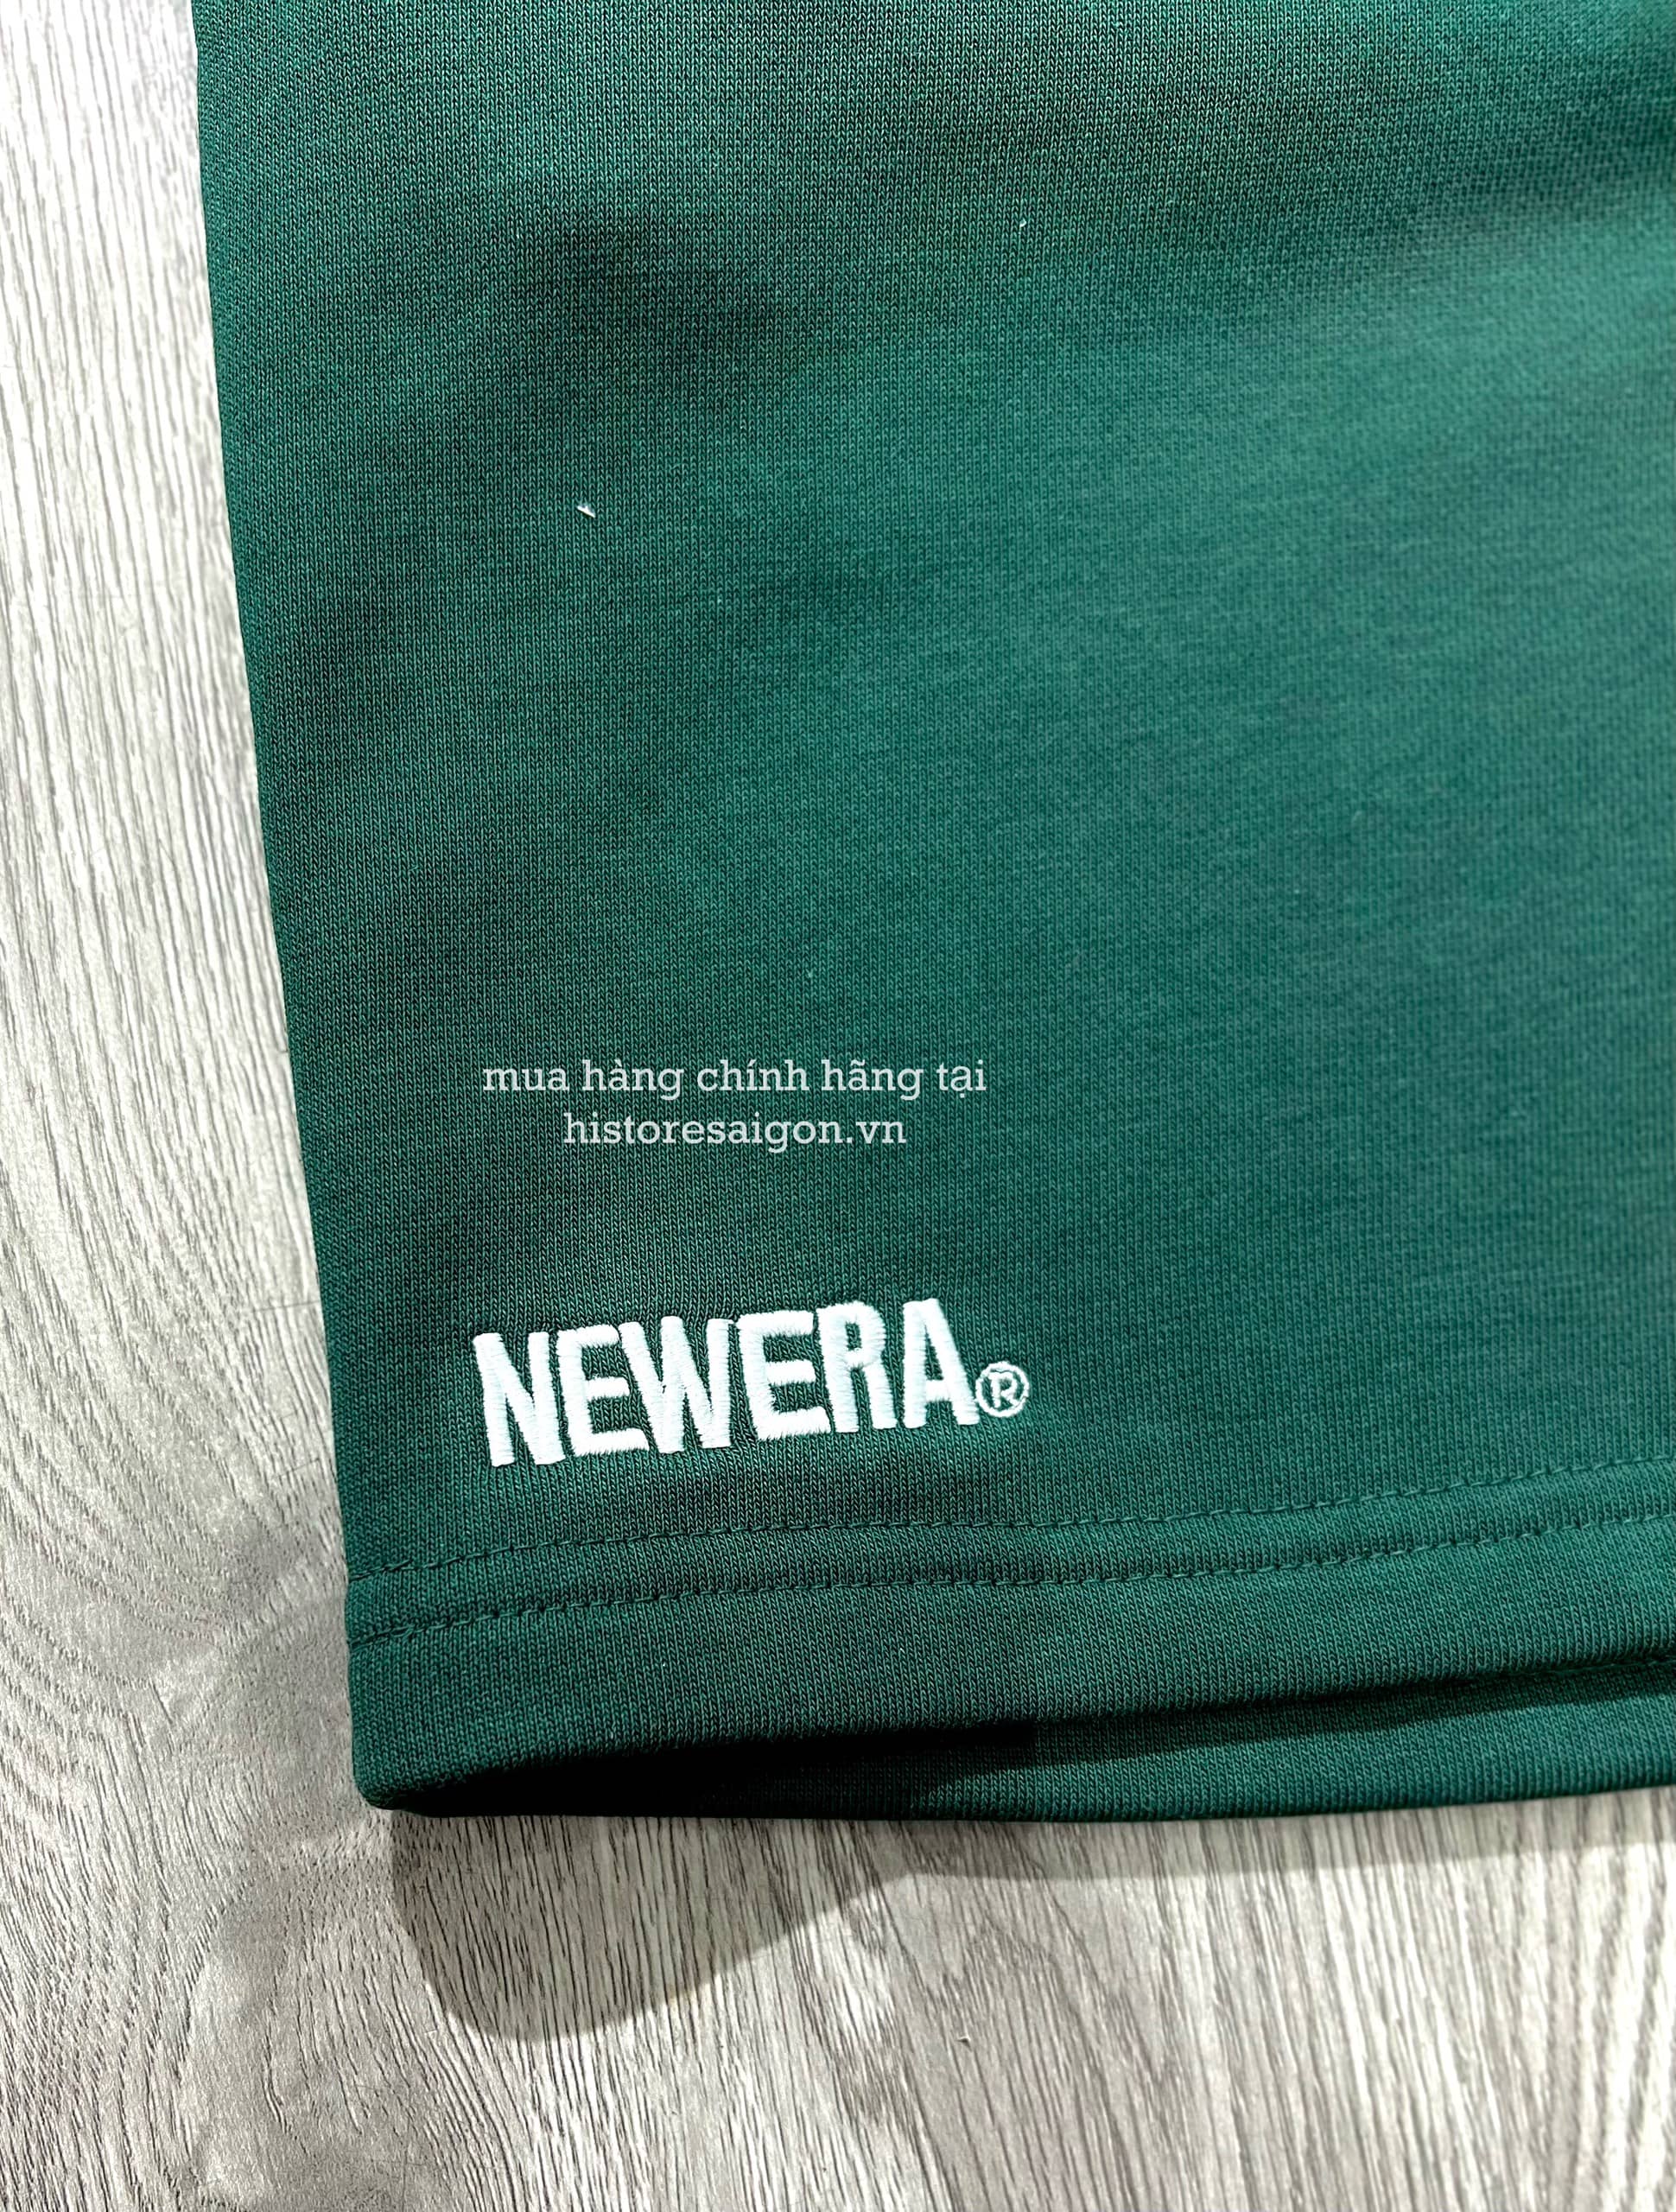 mua hàng chính hãng tại
historesaigon.vn
NEWERA®